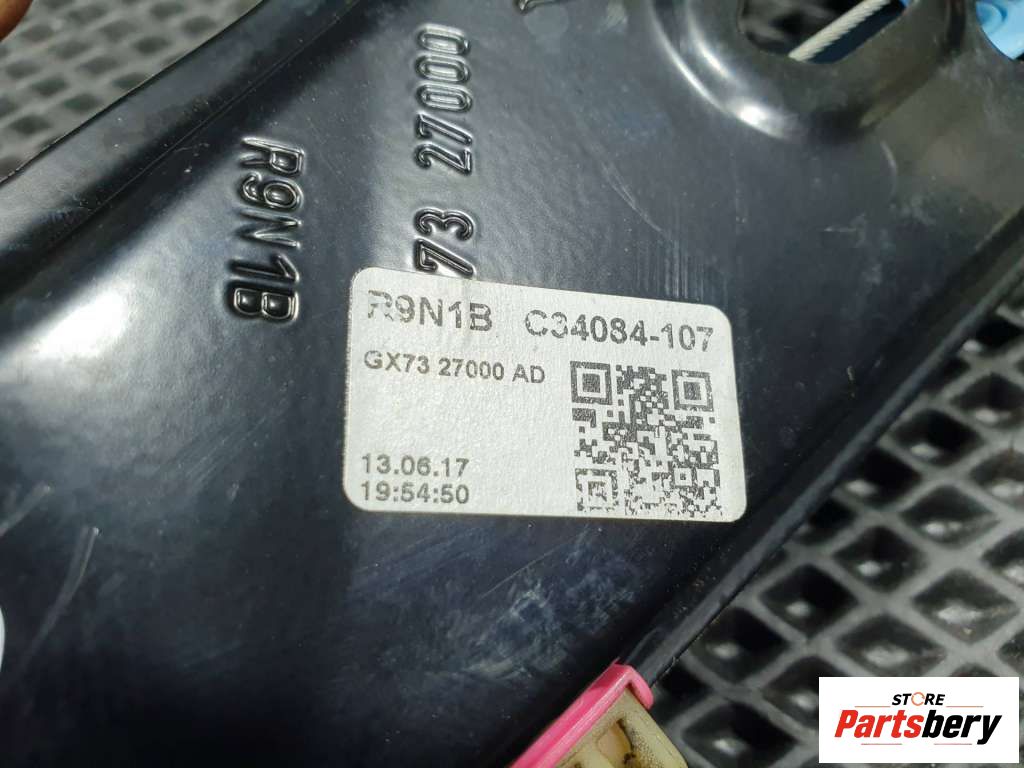 73 27000
R9N1B
R9N1B C34084-107
GX73 27000 AD
13.06.17
19:54:50
STORE
Partsbery